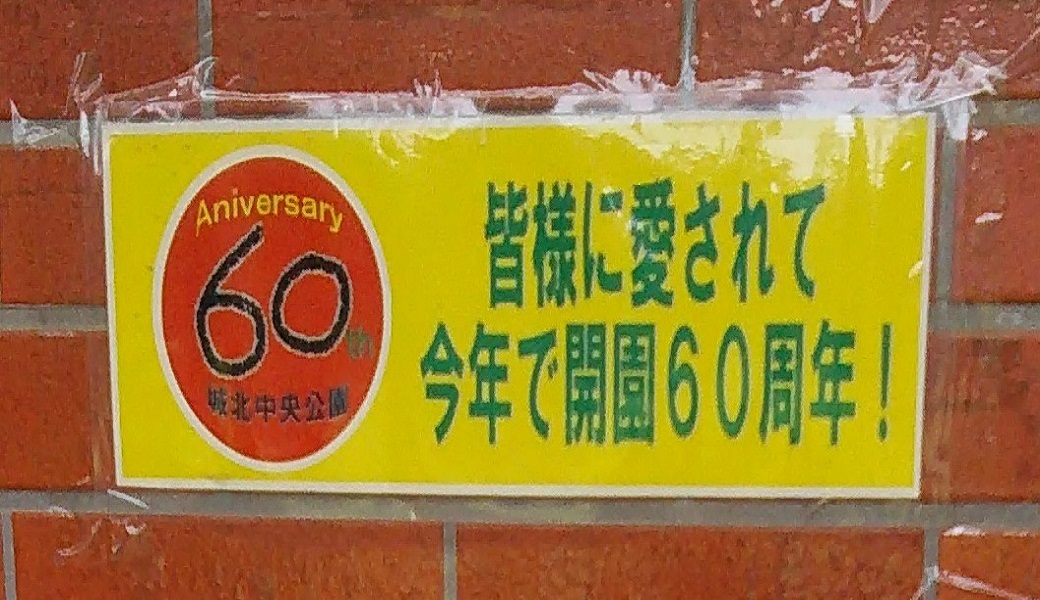 Aniversary
60th
城北中央公園
皆様に愛されて
今年で開園60周年!